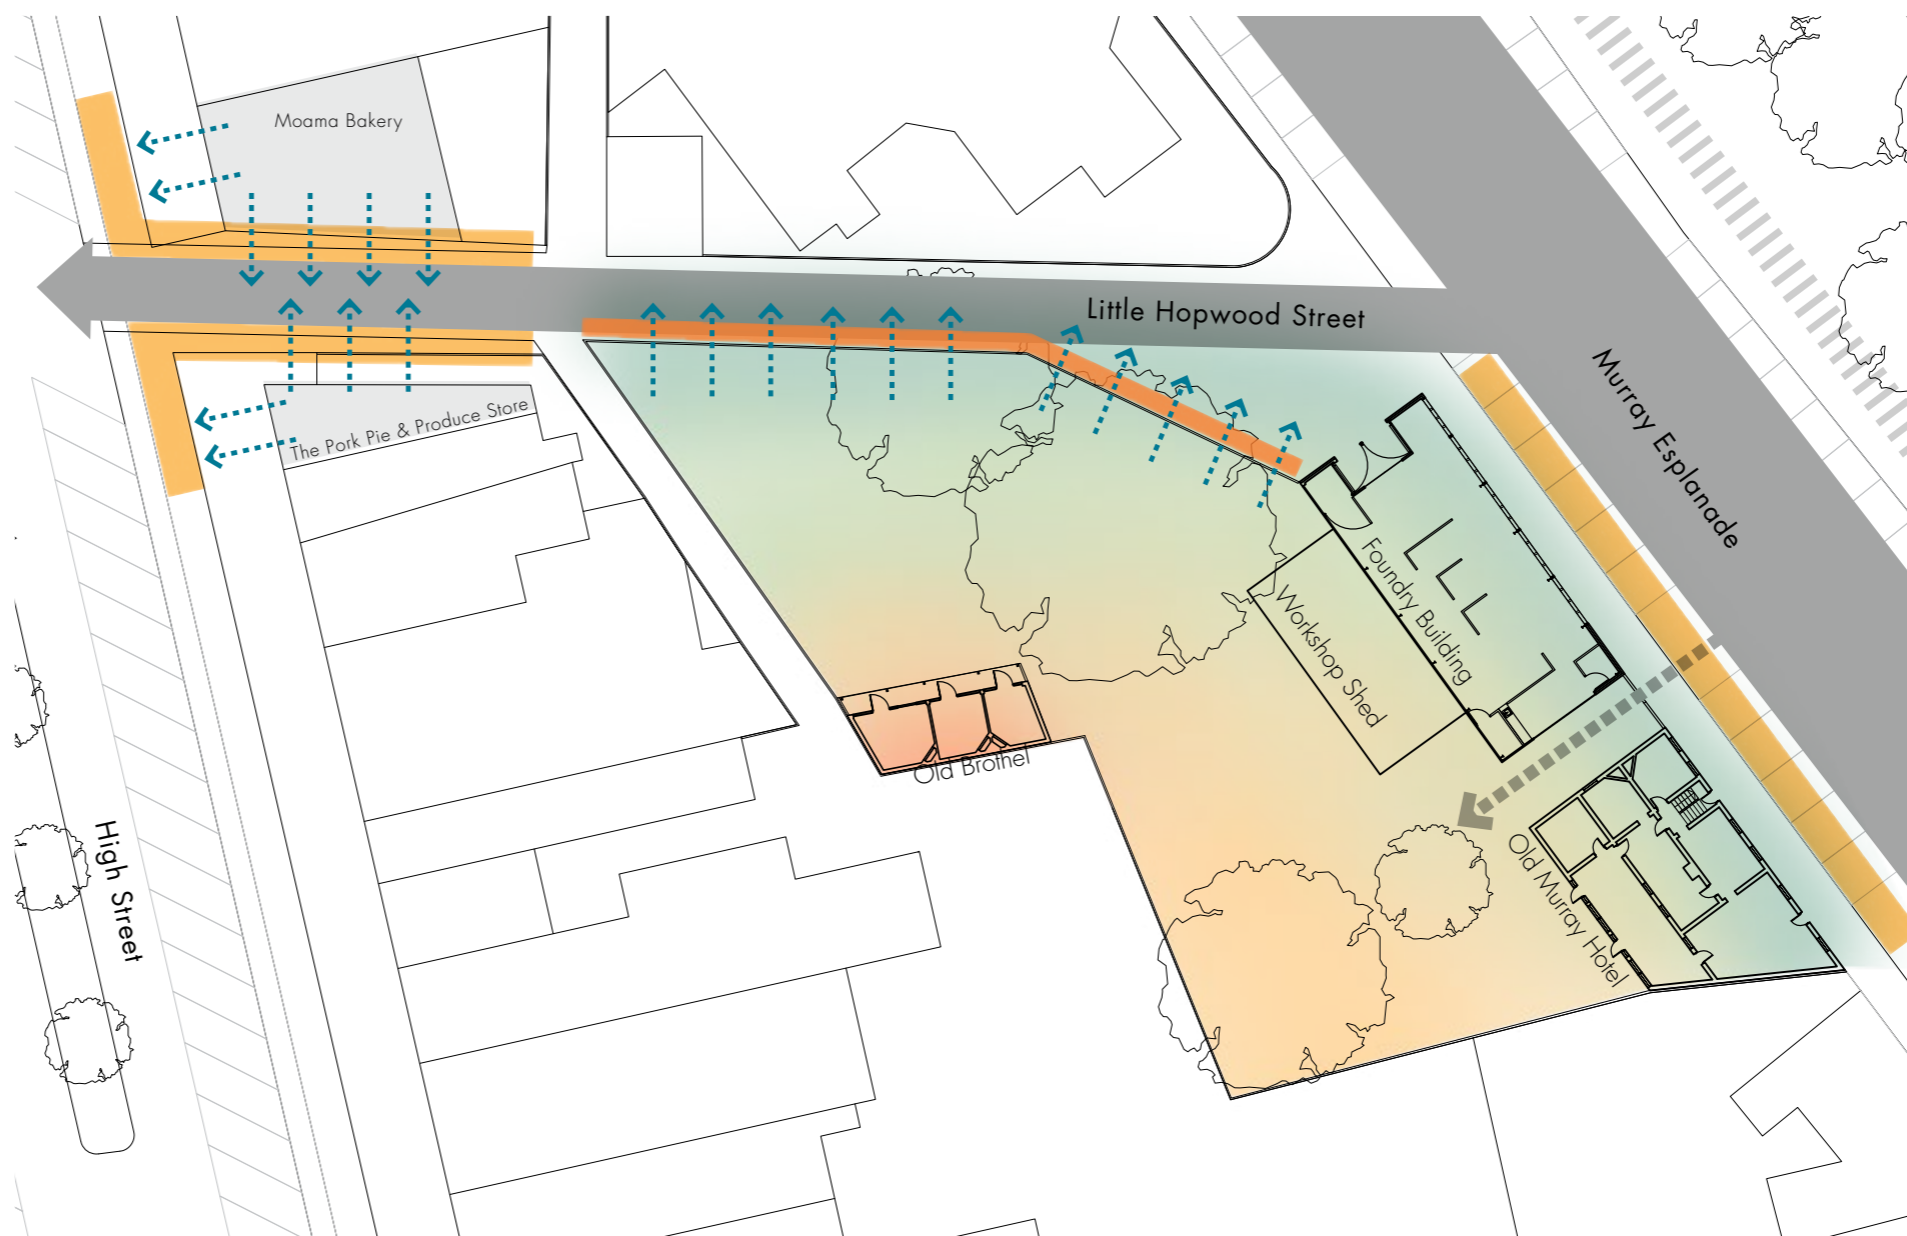 Moama Bakery
Little Hopwood Street
Murray Esplanade
The Pork Pie & Produce Store
Foundry Building
Workshop Shed
Old Brothel
Old Murray Hotel
High Street